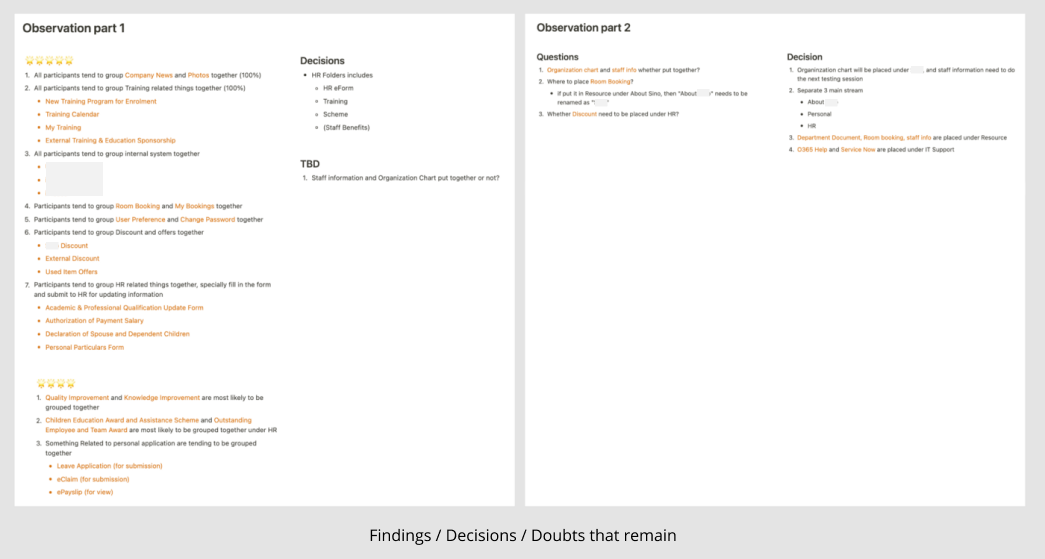 Observation part 1
1. All participants tend to group Company News and Photos together (100%)
2. All participants tend to group Training related things together (100%)
New Training Program for Enrolment
Training Calendar
My Training
External Training & Education Sponsorship
3. All participants tend to group internal system together
4. Participants tend to group Room Booking and My Bookings together
5. Participants tend to group User Preference and Change Password together
6. Participants tend to group Discount and offers together
Discount
External Discount
Used Item Offers
7. Participants tend to group HR related things together, specially fill in the form
and submit to HR for updating information
Academic & Professional Qualification Update Form
Authorization of Payment Salary
Declaration of Spouse and Dependent Children
Personal Particulars Form
1. Quality Improvement and Knowledge Improvement are most likely to be
grouped together
2. Children Education Award and Assistance Scheme and Outstanding
Employee and Team Award are most likely to be grouped together under HR
3. Something Related to personal application are tending to be grouped
together
Leave Application (for submission)
eClaim (for submission)
ePayslip (for view)
Decisions
HR Folders includes
HR eForm
Training
Scheme
(Staff Benefits)
TBD
1. Staff information and Organization Chart put together or not?
Observation part 2
Questions
1. Organization chart and staff info whether put together?
2. Where to place Room Booking?
If put it in Resource under About Sino, then "About r" needs to be
renamed as "
3. Whether Discount need to be placed under HR?
Decision
1. Organinzation chart will be placed under , and staff information need to do
the next testing session
2. Separate 3 main stream
About
Personal
HR
3. Department Document, Room booking, staff info are placed under Resource
4. O365 Help and Service Now are placed under IT Support
Findings / Decisions / Doubts that remain